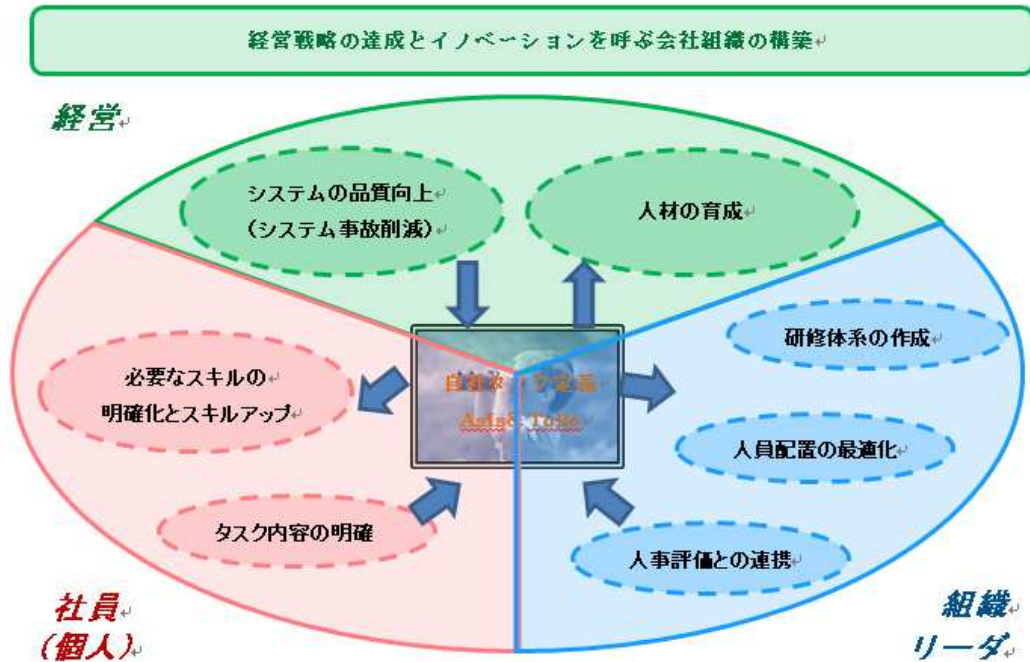 経営戦略の達成とイノベーションを呼ぶ会社組織の構築
経営
システムの品質向上
(システム事故削減)
人材の育成
研修体系の作成
必要なスキルの
明確化とスキルアップ
人員配置の最適化
タスク内容の明確
人事評価との連携
社員
(個人)
組織
リーダ